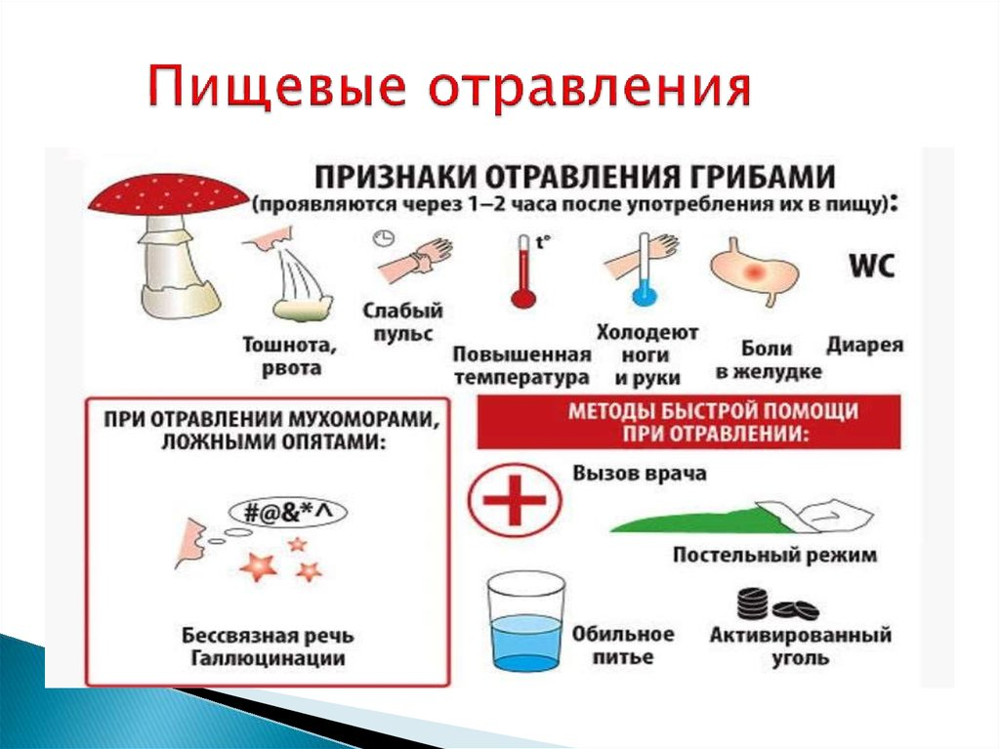 Пищевые отравления
ПРИЗНАКИ ОТРАВЛЕНИЯ ГРИБАМИ
(проявляются через 1–2 часа после употребления их в пищу):
t°
WC
Тошнота,
рвота
Слабый
пульс
Повышенная
температура
Холодеют
ноги
и руки
Боли
в желудке
Диарея
ПРИ ОТРАВЛЕНИИ МУХОМОРАМИ,
ЛОЖНЫМИ ОПЯТАМИ:
#@&*^
Бессвязная речь
Галлюцинации
МЕТОДЫ БЫСТРОЙ ПОМОЩИ
ПРИ ОТРАВЛЕНИИ:
Вызов врача
Постельный режим
Обильное
питье
Активированный
уголь